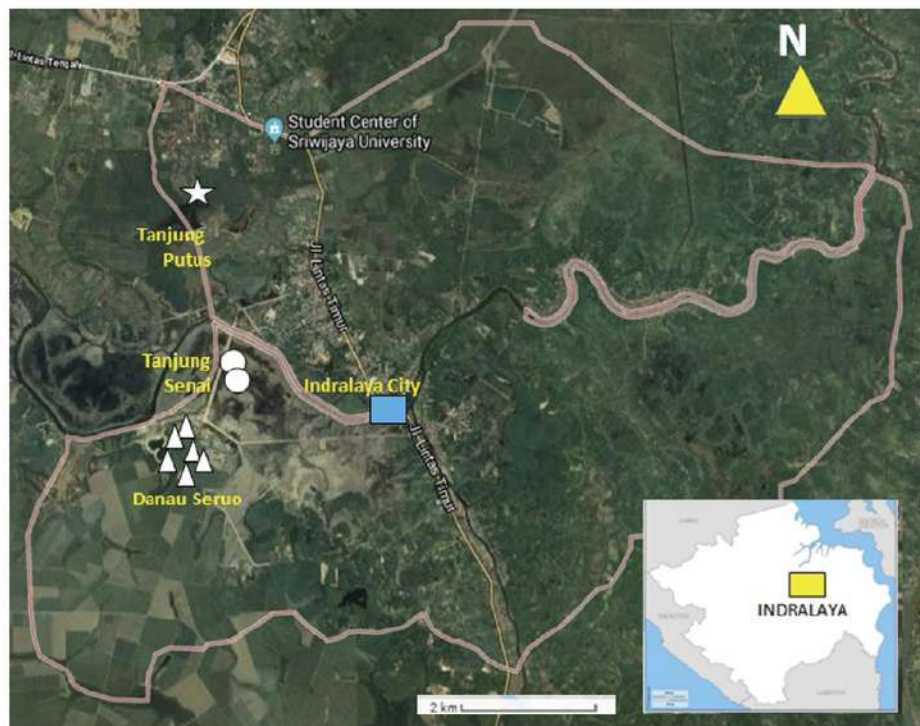 Jl-Lintas-Tengah
N
Student Center of
Sriwijaya University
Tanjung
Putus
Jl-Lintas-Timur
Tanjung
Senai
Indralaya City
Jl-Lintas-Timur
Danau Seruo
INDRALAYA
2 km